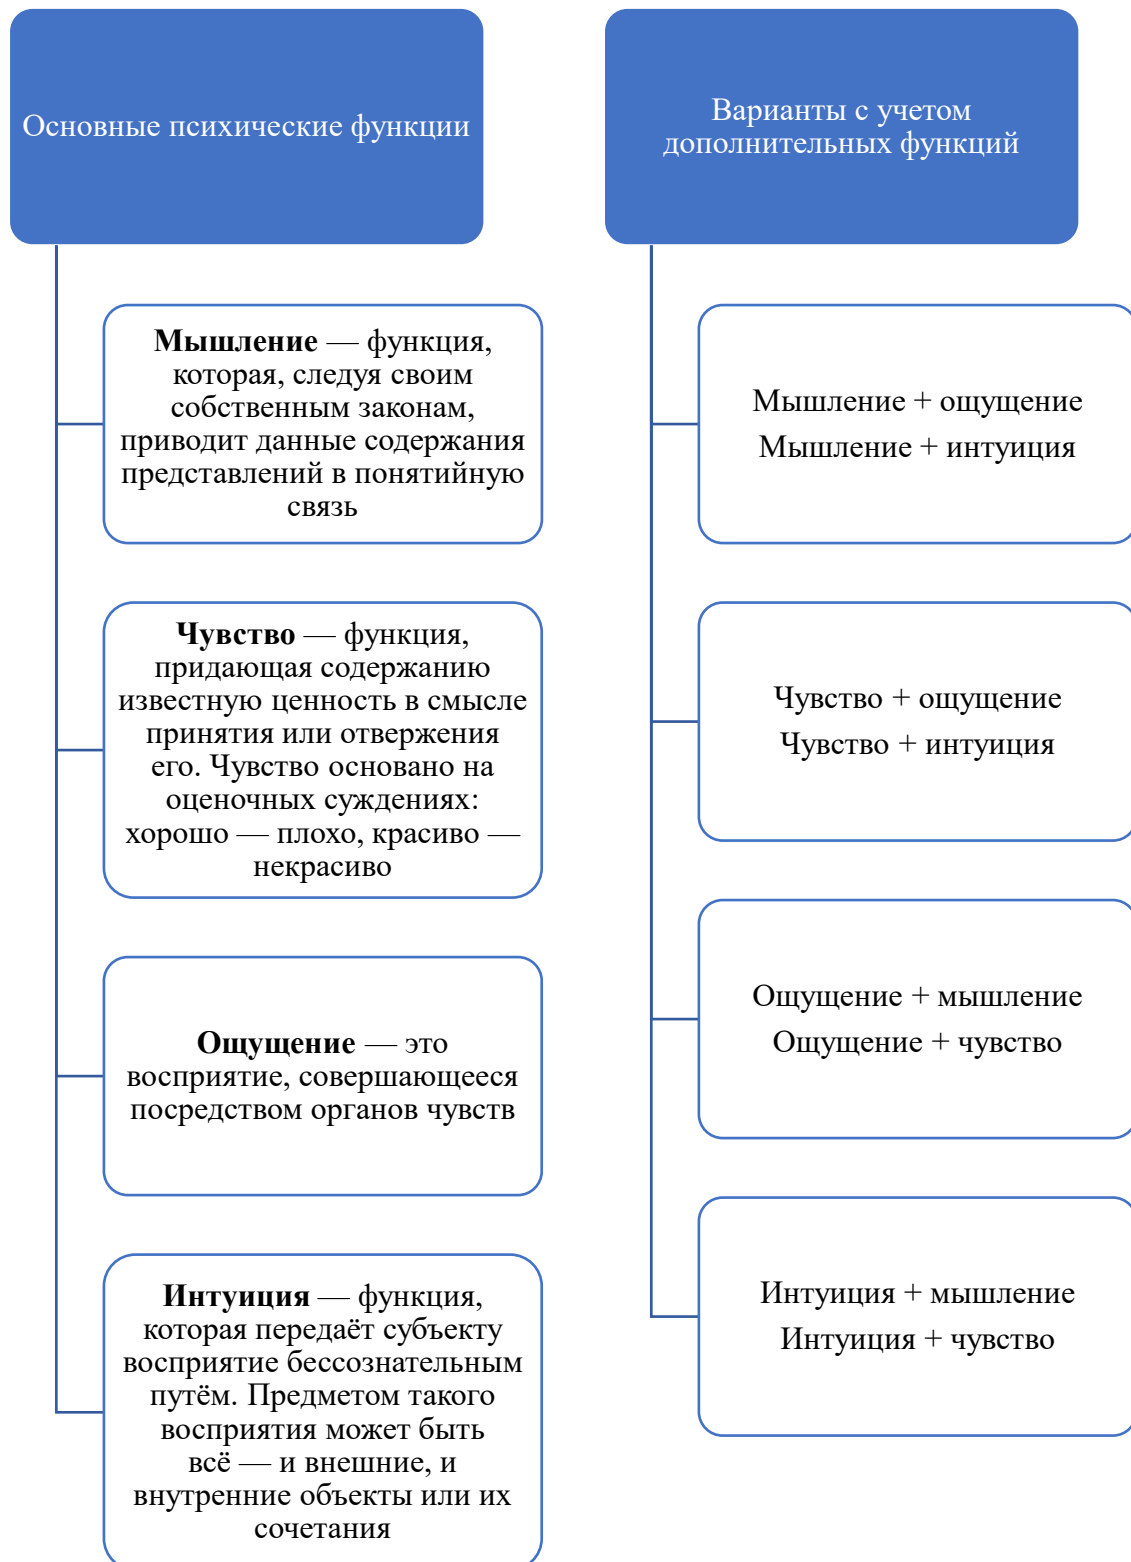 Основные психические функции
Мышление — функция,
которая, следуя своим
собственным законам,
приводит данные содержания
представлений в понятийную
связь
Чувство — функция,
придающая содержанию
известную ценность в смысле
принятия или отвержения
его. Чувство основано на
оценочных суждениях:
хорошо — плохо, красиво —
некрасиво
Ощущение — это
восприятие, совершающееся
посредством органов чувств
Интуиция — функция,
которая передаёт субъекту
восприятие бессознательным
путём. Предметом такого
восприятия может быть
всё — и внешние, и
внутренние объекты или их
сочетания
Варианты с учетом
дополнительных функций
Мышление + ощущение
Мышление + интуиция
Чувство + ощущение
Чувство + интуиция
Ощущение + мышление
Ощущение + чувство
Интуиция + мышление
Интуиция + чувство